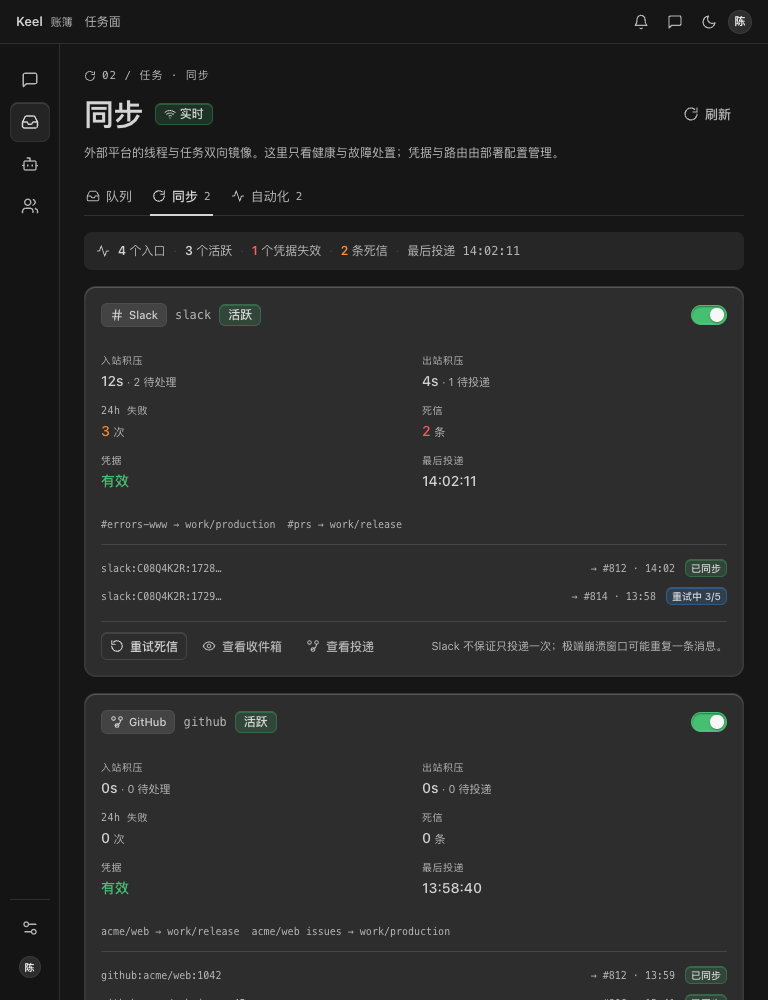 Keel 账簿 任务面 陈
02 / 任务 · 同步
同步 实时 刷新
外部平台的线程与任务双向镜像。这里只看健康与故障处置；凭据与路由由部署配置管理。
队列 同步 2 自动化 2
4 个入口 · 3 个活跃 · 1 个凭据失效 · 2 条死信 · 最后投递 14:02:11
# Slack slack 活跃
入站积压 出站积压
12s · 2 待处理 4s · 1 待投递
24h 失败 死信
3 次 2 条
凭据 最后投递
有效 14:02:11
#errors-www → work/production #prs → work/release
slack:C08Q4K2R:1728… → #812 · 14:02 已同步
slack:C08Q4K2R:1729… → #814 · 13:58 重试中 3/5
重试死信 查看收件箱 查看投递 Slack 不保证只投递一次；极端崩溃窗口可能重复一条消息。
GitHub github 活跃
入站积压 出站积压
0s · 0 待处理 0s · 0 待投递
24h 失败 死信
0 次 0 条
凭据 最后投递
有效 13:58:40
acme/web → work/release acme/web issues → work/production
github:acme/web:1042 → #812 · 13:59 已同步
陈